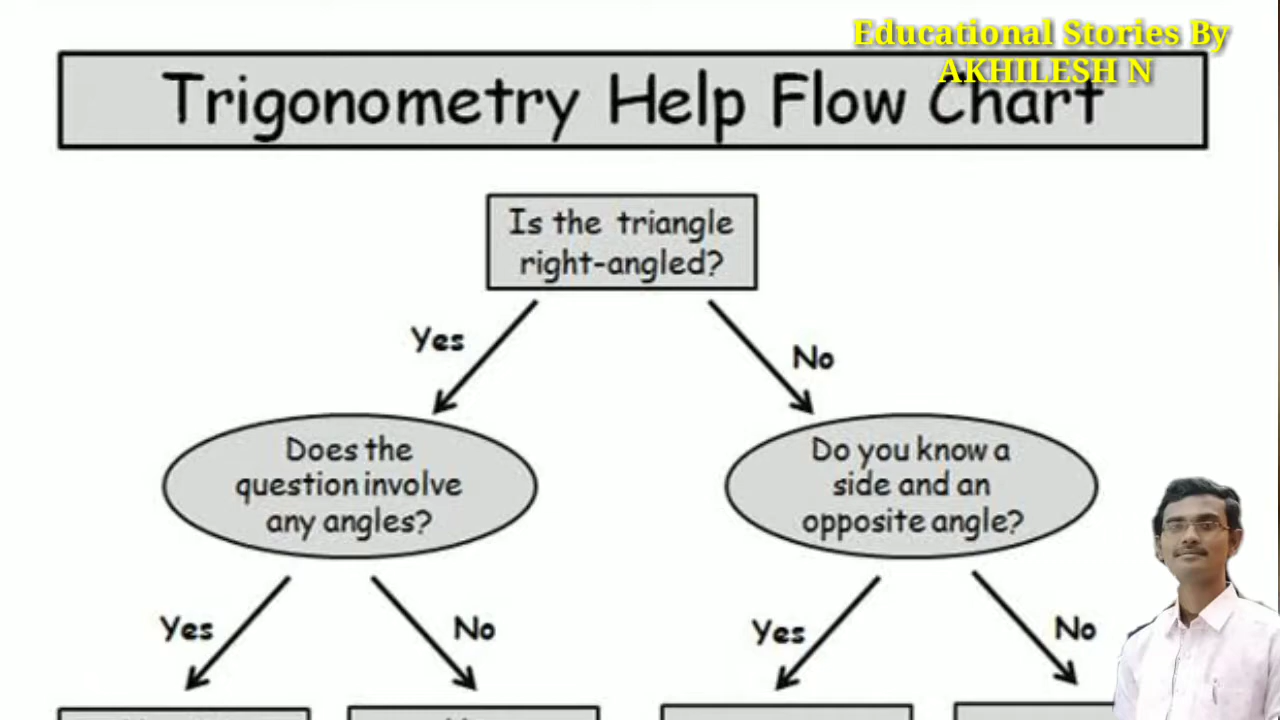 Educational Stories By
AKHILESH N
Trigonometry Help Flow Chart
Is the triangle
right-angled?
Yes
No
Does the
question involve
any angles?
Do you know a
side and an
opposite angle?
Yes
No
Yes
No